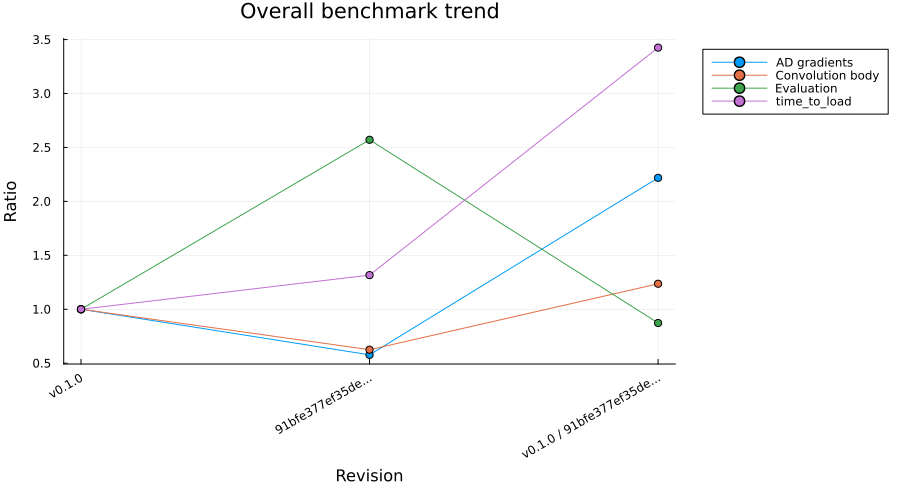 Overall benchmark trend
3.5
3.0
2.5
2.0
1.5
1.0
0.5
Ratio
v0.1.0
91bfe377ef35de...
v0.1.0 / 91bfe377ef35de...
Revision
AD gradients
Convolution body
Evaluation
time_to_load